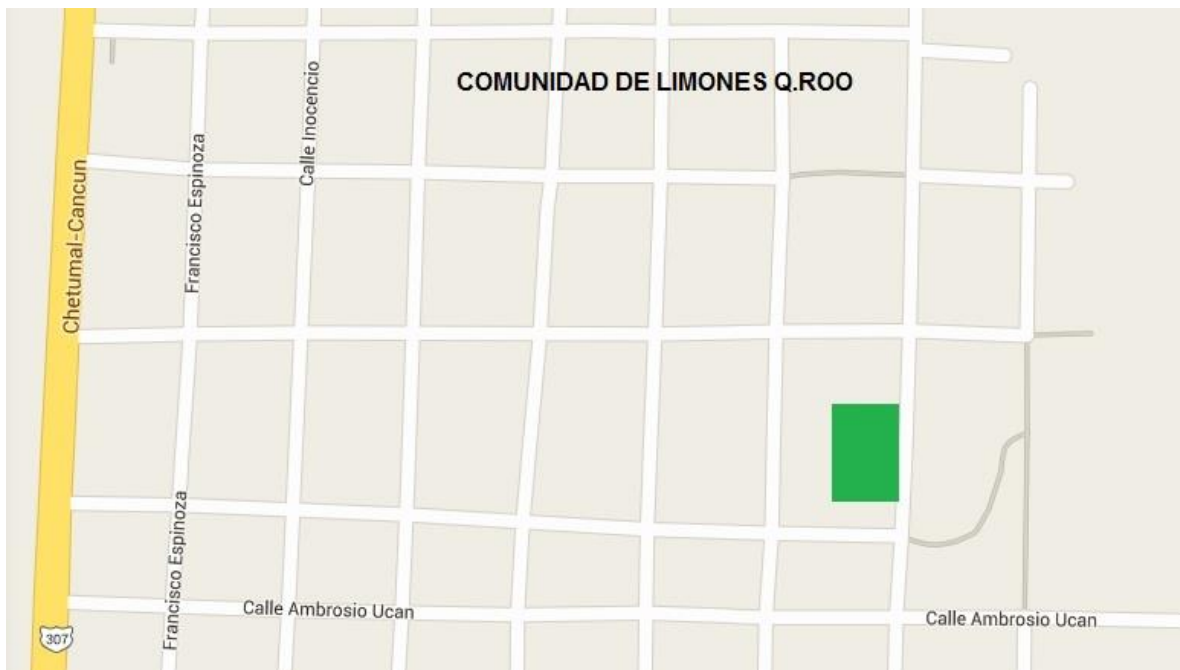 COMUNIDAD DE LIMONES Q.ROO
Calle Inocencio
Francisco Espinoza
Chetumal-Cancun
Francisco Espinoza
Calle Ambrosio Ucan
Calle Ambrosio Ucan
307